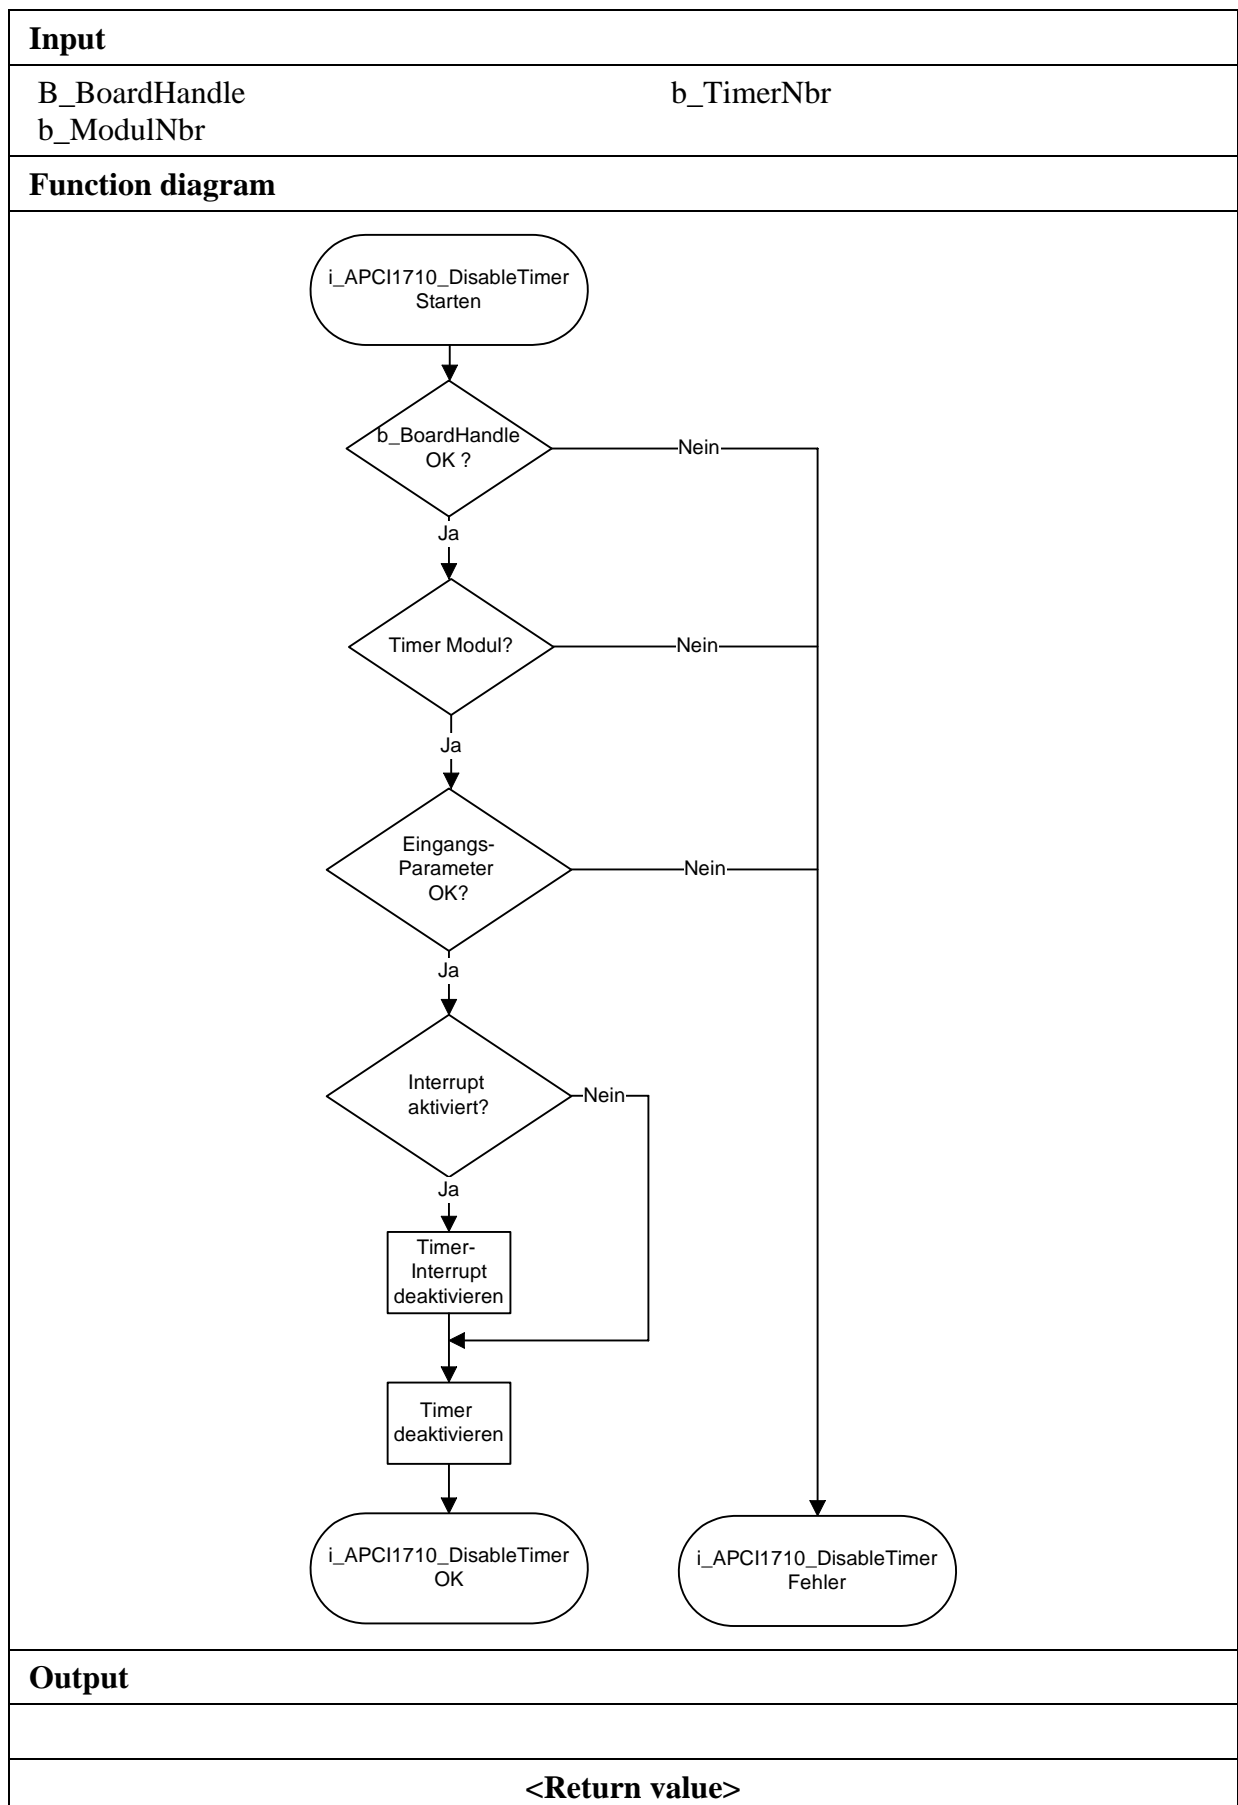 Input
B_BoardHandle b_TimerNbr
b_ModulNbr
Function diagram
i_APCI1710_DisableTimer
Starten
b_BoardHandle
OK ?
Nein
Ja
Timer Modul?
Nein
Ja
Eingangs-
Parameter
OK?
Nein
Ja
Interrupt
aktiviert?
Nein
Ja
Timer-
Interrupt
deaktivieren
Timer
deaktivieren
i_APCI1710_DisableTimer
OK
i_APCI1710_DisableTimer
Fehler
Output
<Return value>